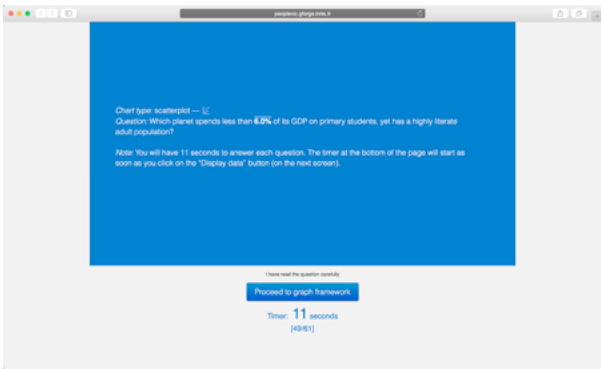 peopleviz.gforge.inria.fr
Chart type: scatterplot —
Question: Which planet spends less than 6.0% of its GDP on primary students, yet has a highly literate
adult population?
Note: You will have 11 seconds to answer each question. The timer at the bottom of the page will start as
soon as you click on the "Display data" button (on the next screen).
I have read the question carefully
Proceed to graph framework
Timer: 11 seconds
[49/61]